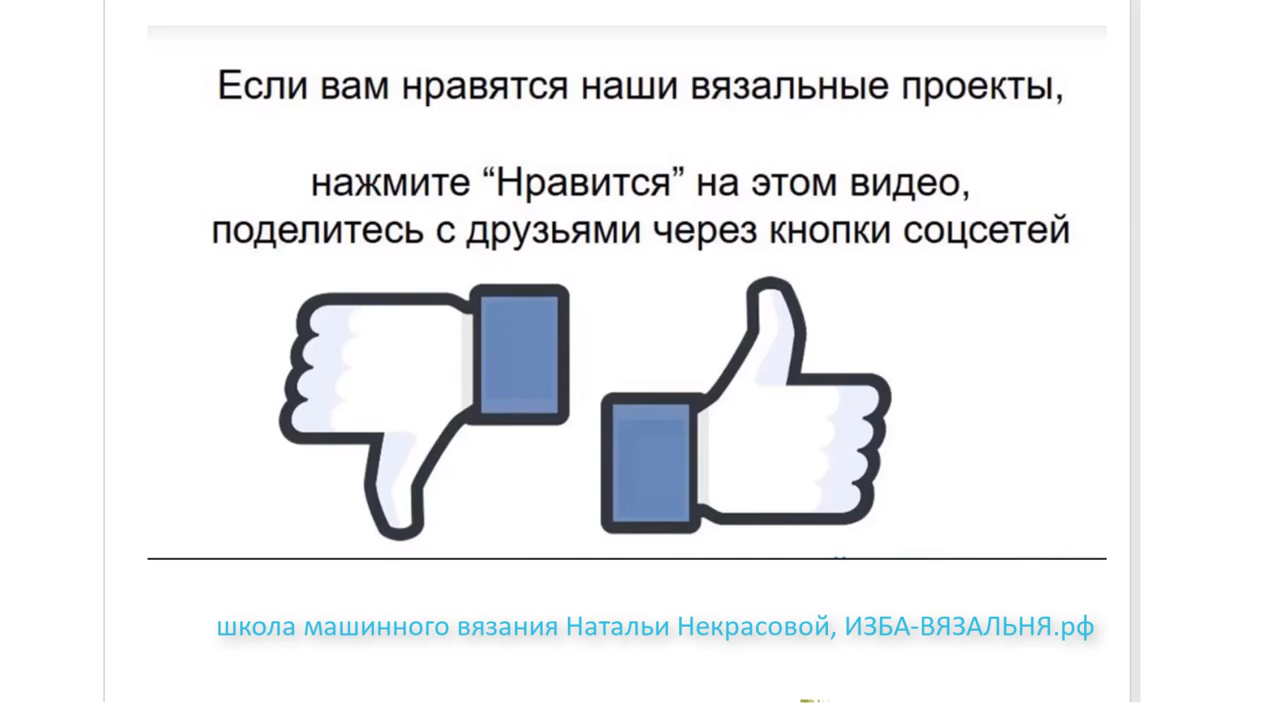 Если вам нравятся наши вязальные проекты,
нажмите “Нравится” на этом видео,
поделитесь с друзьями через кнопки соцсетей
школа машинного вязания Натальи Некрасовой, ИЗБА-ВЯЗАЛЬНЯ.рф